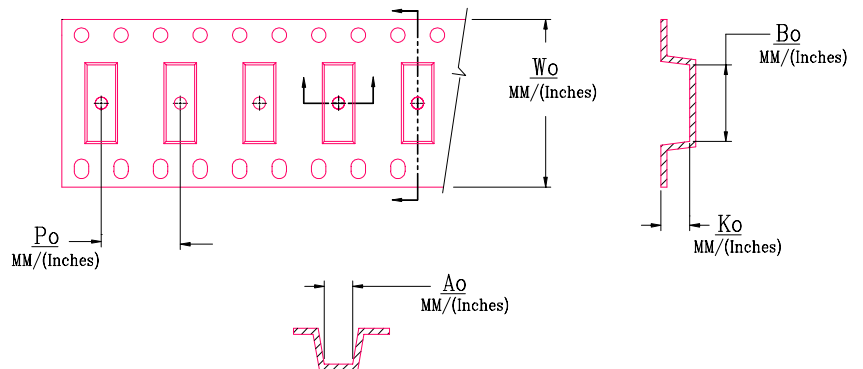 Wo
MM/(Inches)
Bo
MM/(Inches)
Po
MM/(Inches)
Ko
MM/(Inches)
Ao
MM/(Inches)